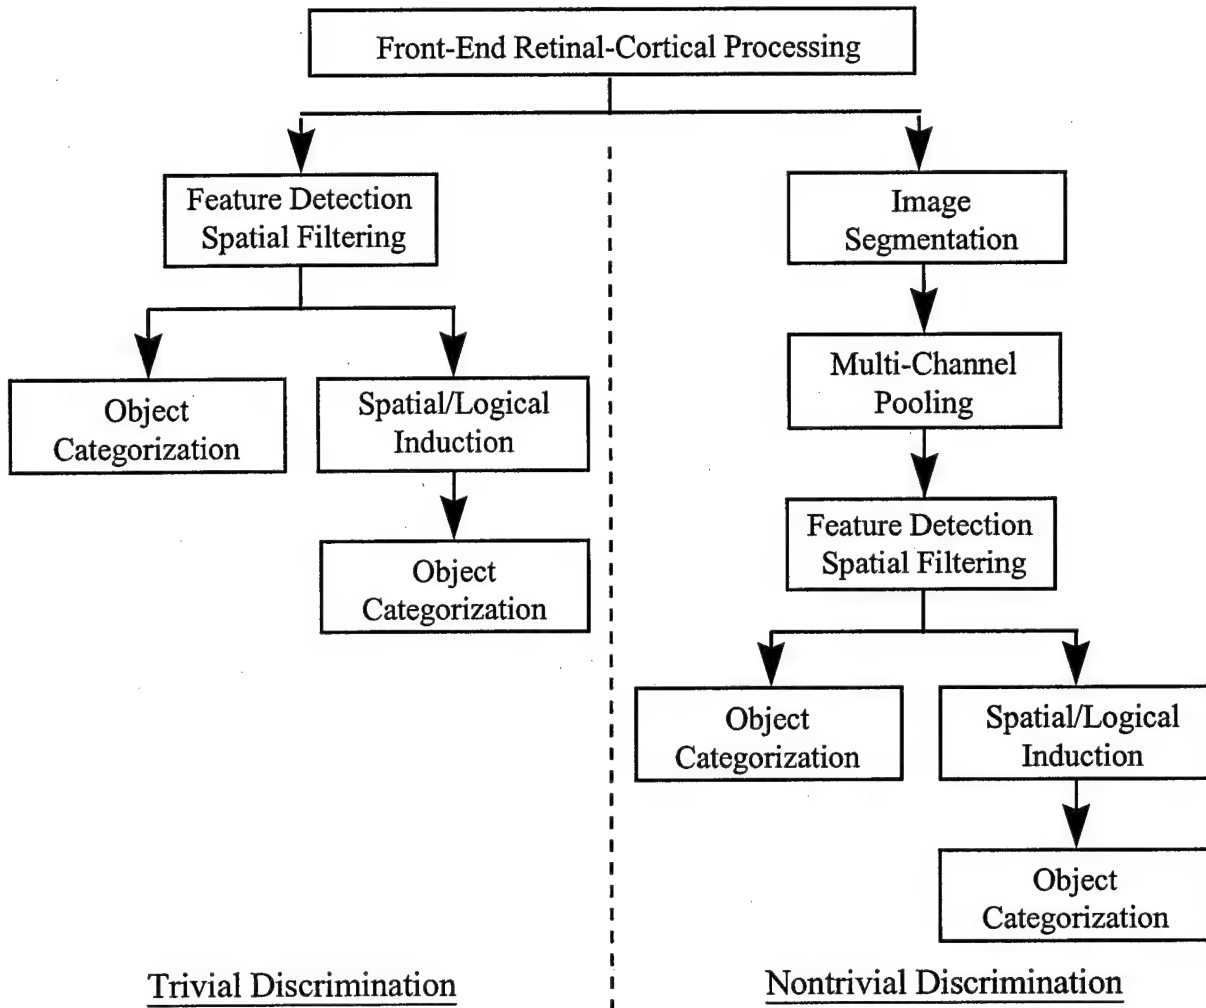 Front-End Retinal-Cortical Processing
Feature Detection
Spatial Filtering
Object
Categorization
Spatial/Logical
Induction
Object
Categorization
Trivial Discrimination
Image
Segmentation
Multi-Channel
Pooling
Feature Detection
Spatial Filtering
Object
Categorization
Spatial/Logical
Induction
Object
Categorization
Nontrivial Discrimination